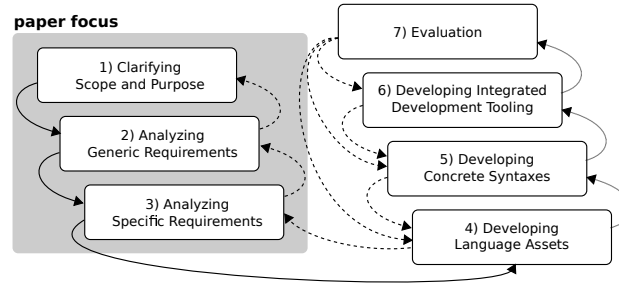 paper focus
1) Clarifying
Scope and Purpose
2) Analyzing
Generic Requirements
3) Analyzing
Specific Requirements
7) Evaluation
6) Developing Integrated
Development Tooling
5) Developing
Concrete Syntaxes
4) Developing
Language Assets